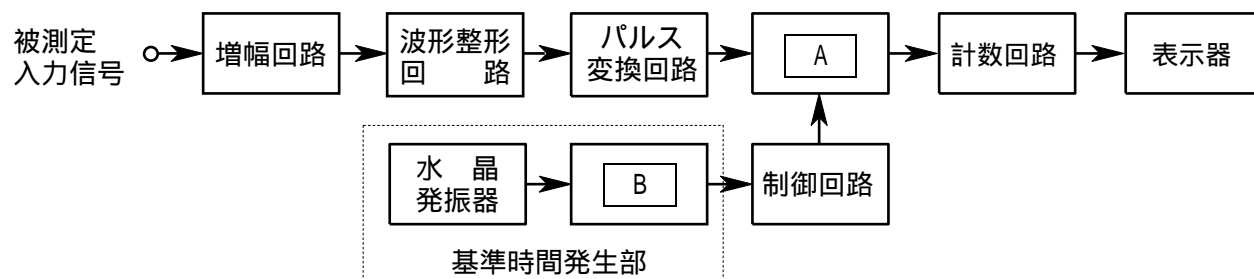 被測定
入力信号
増幅回路
波形整形
回　　路
パルス
変換回路
A
計数回路
表示器
水　晶
発振器
B
制御回路
基準時間発生部